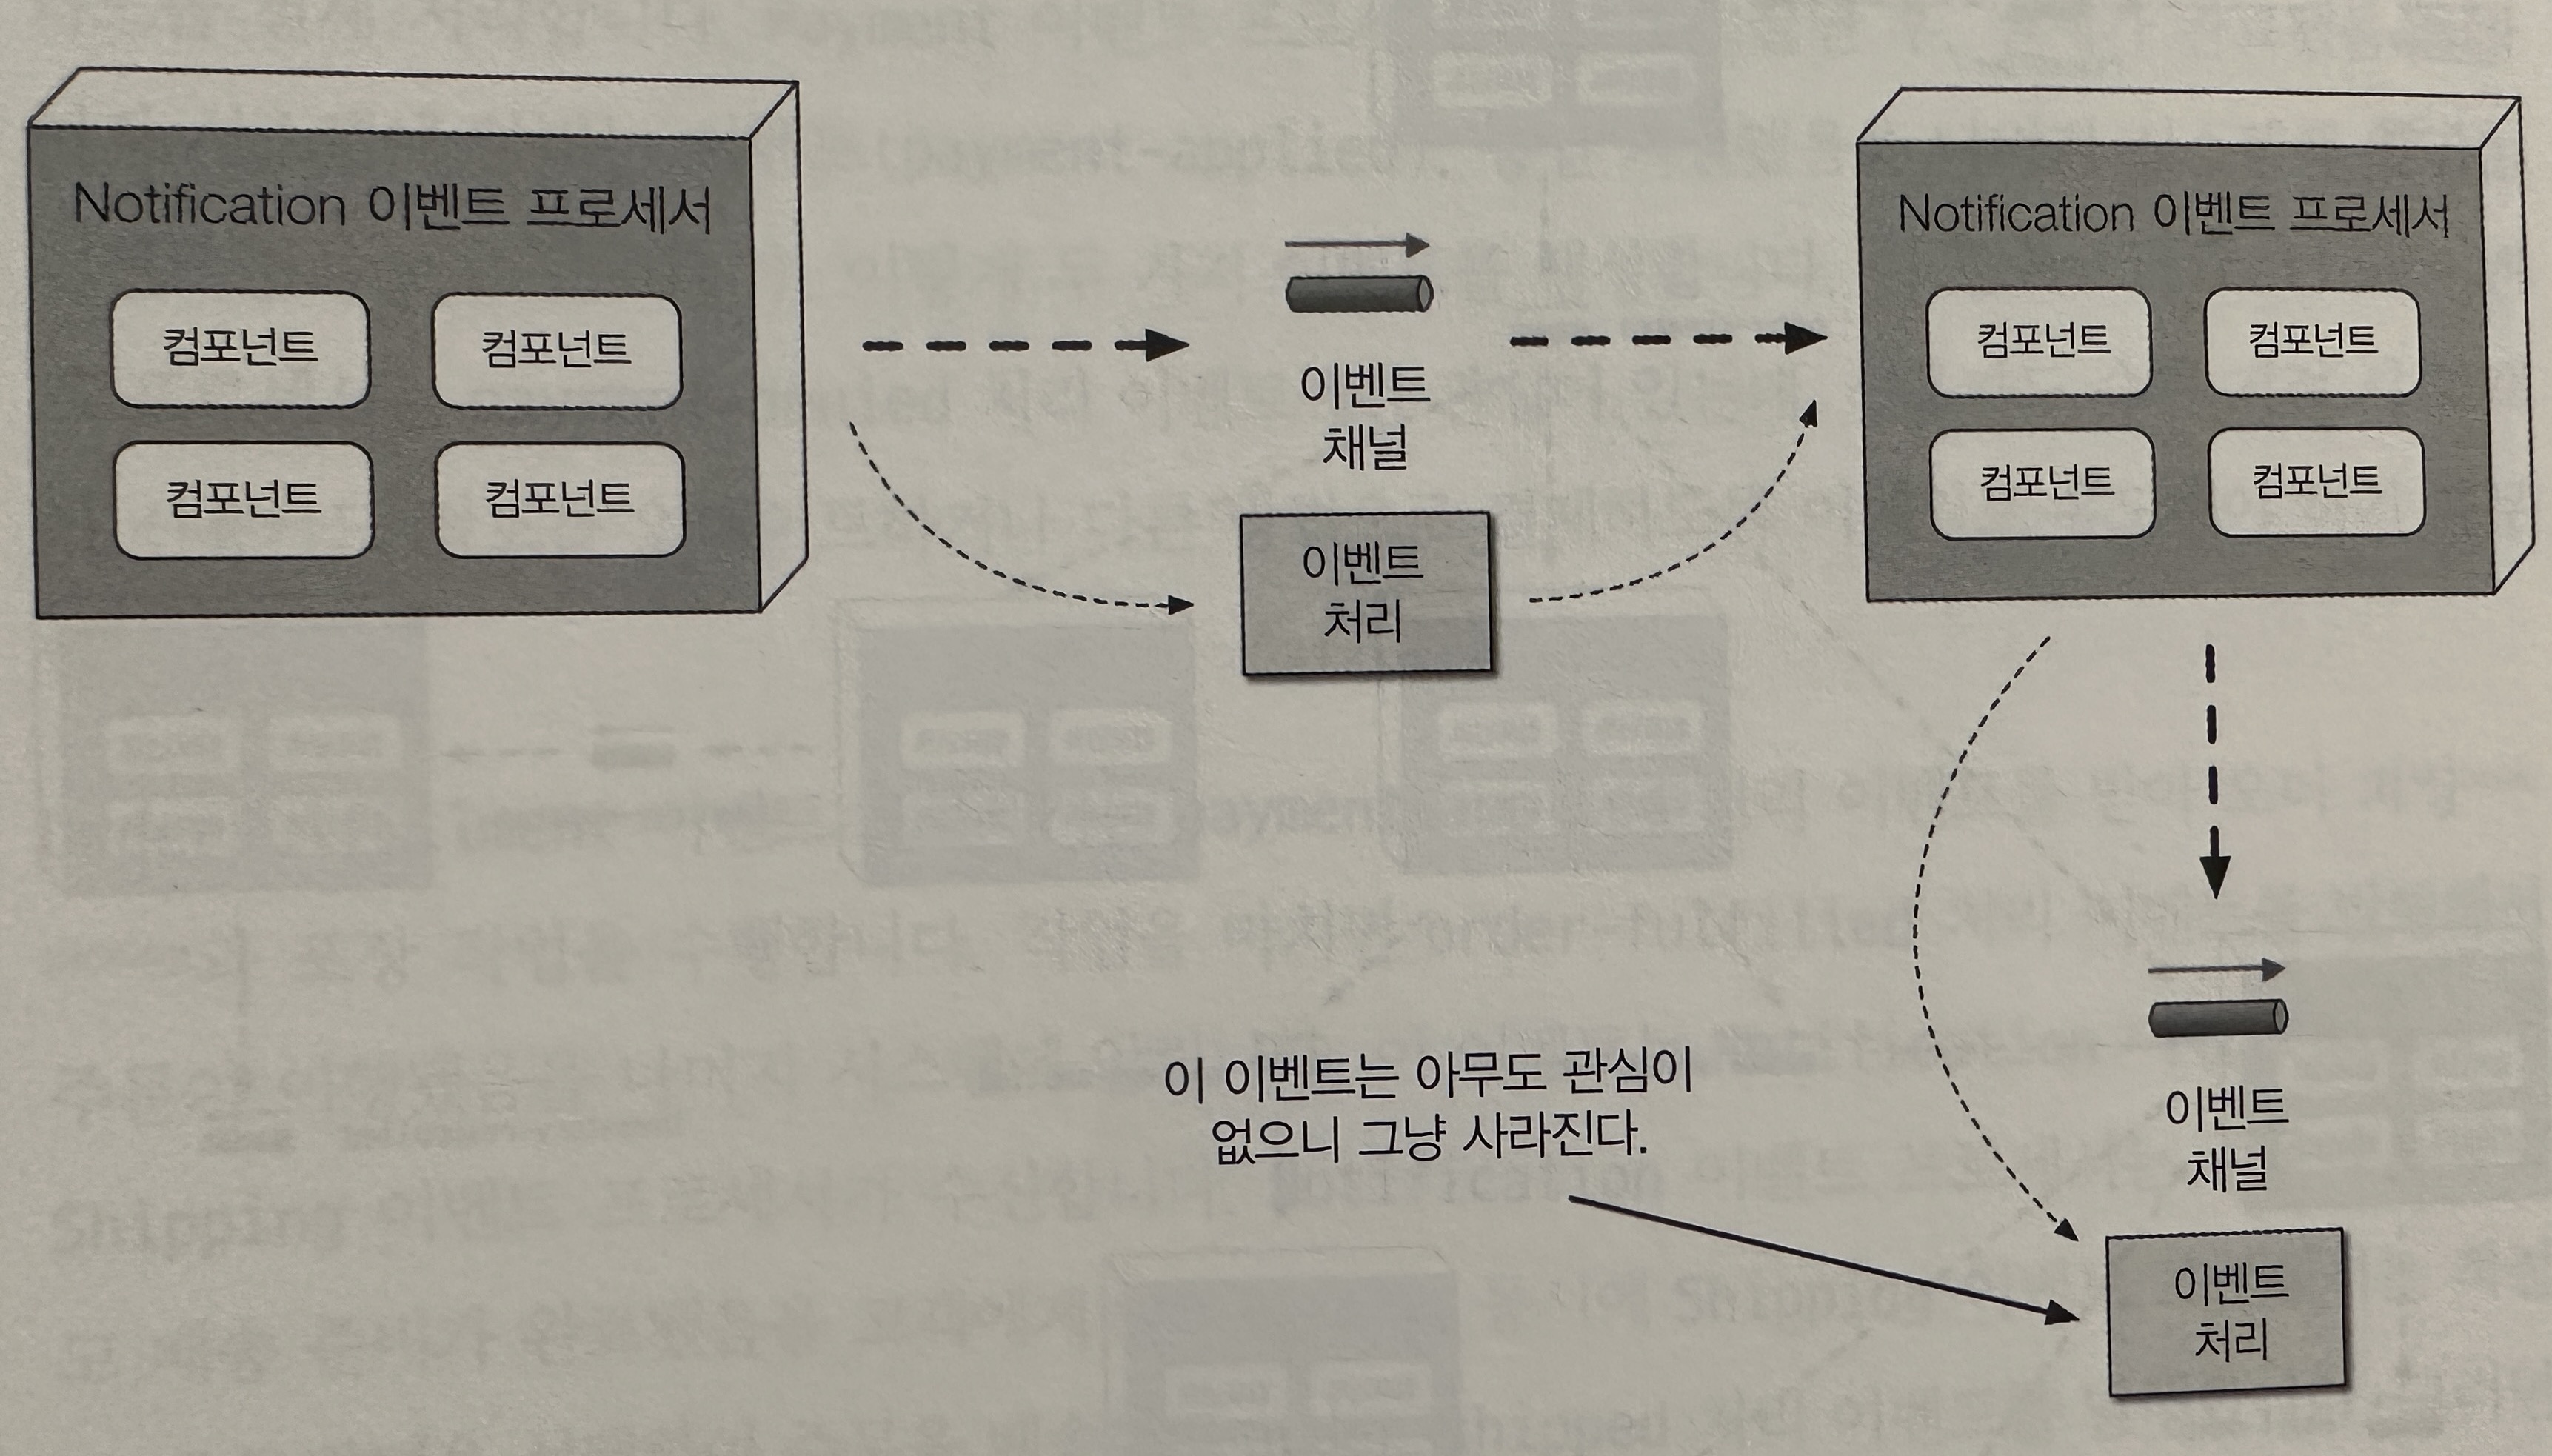 Notification 이벤트 프로세서
컴포넌트 컴포넌트
컴포넌트 컴포넌트
이벤트
채널
이벤트
처리
Notification 이벤트 프로세서
컴포넌트 컴포넌트
컴포넌트 컴포넌트
이 이벤트는 아무도 관심이
없으니 그냥 사라진다.
이벤트
채널
이벤트
처리